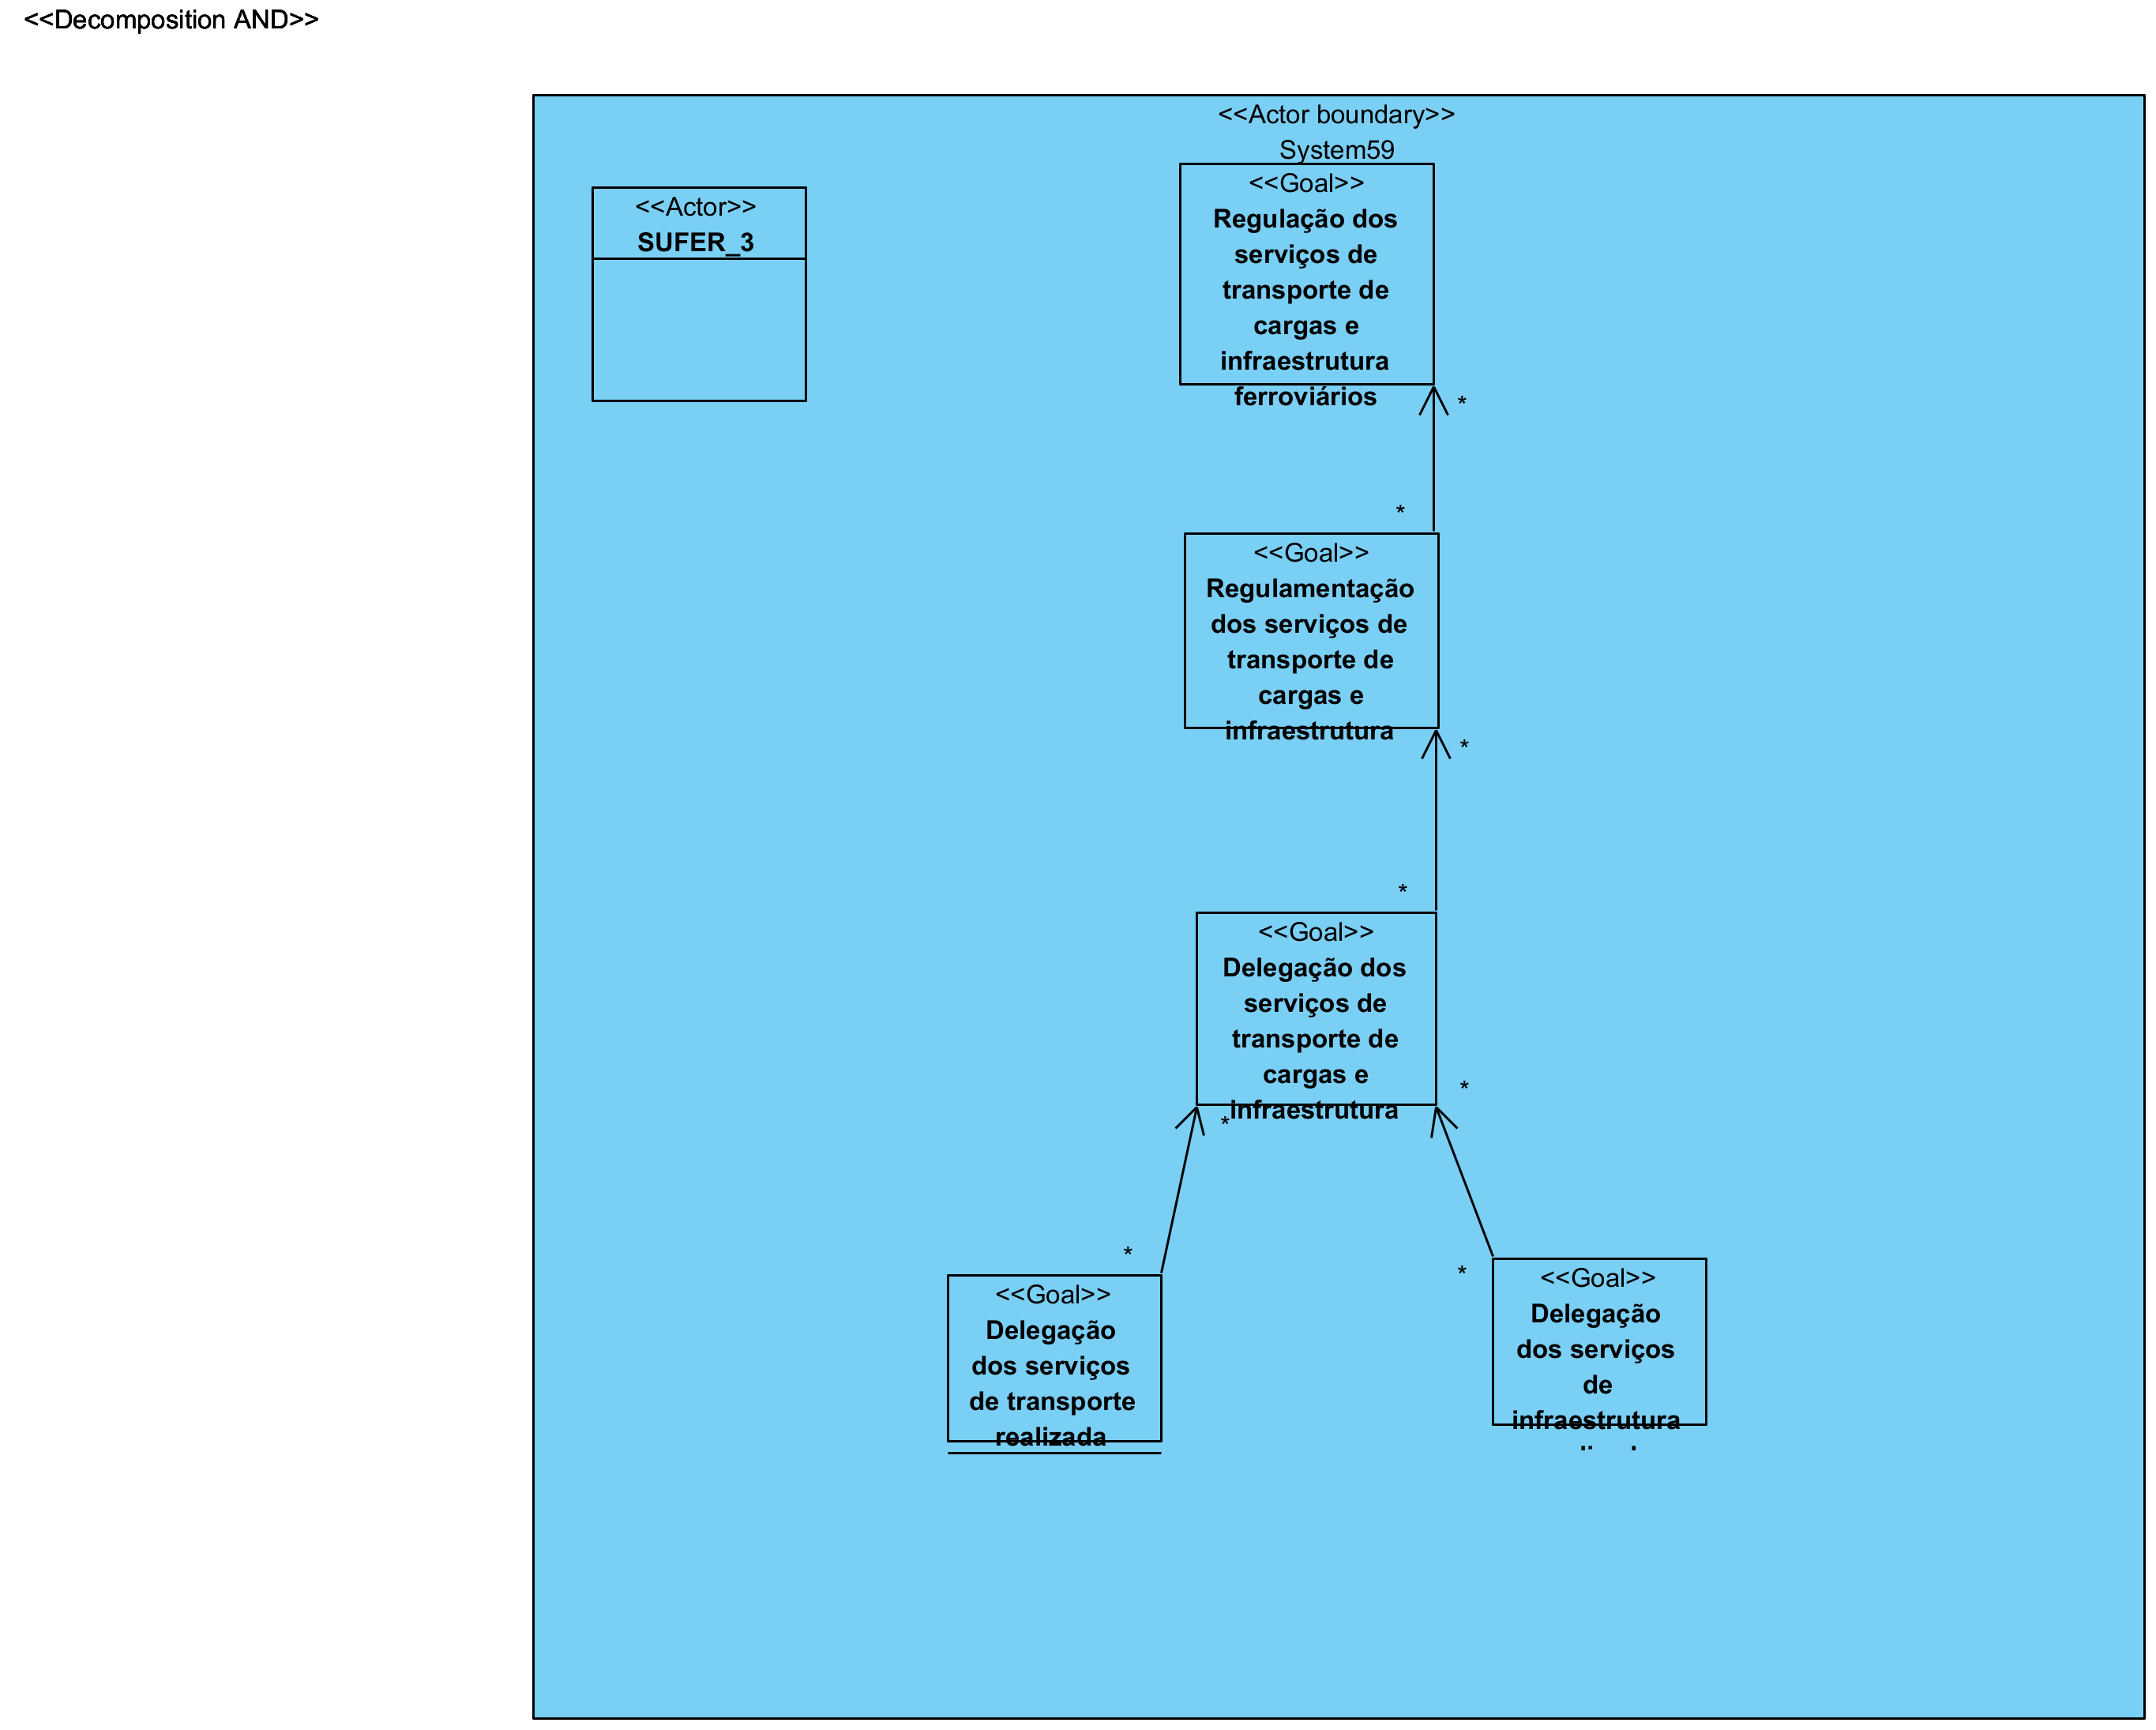 <<Decomposition AND>>
<<Actor boundary>>
System59
<<Actor>>
SUFER_3
<<Goal>>
Regulação dos
serviços de
transporte de
cargas e
infraestrutura
ferroviários
*
*
<<Goal>>
Regulamentação
dos serviços de
transporte de
cargas e
infraestrutura
*
*
<<Goal>>
Delegação dos
serviços de
transporte de
cargas e
infraestrutura
*
*
*
*
<<Goal>>
Delegação
dos serviços
de transporte
realizada
<<Goal>>
Delegação
dos serviços
de
infraestrutura